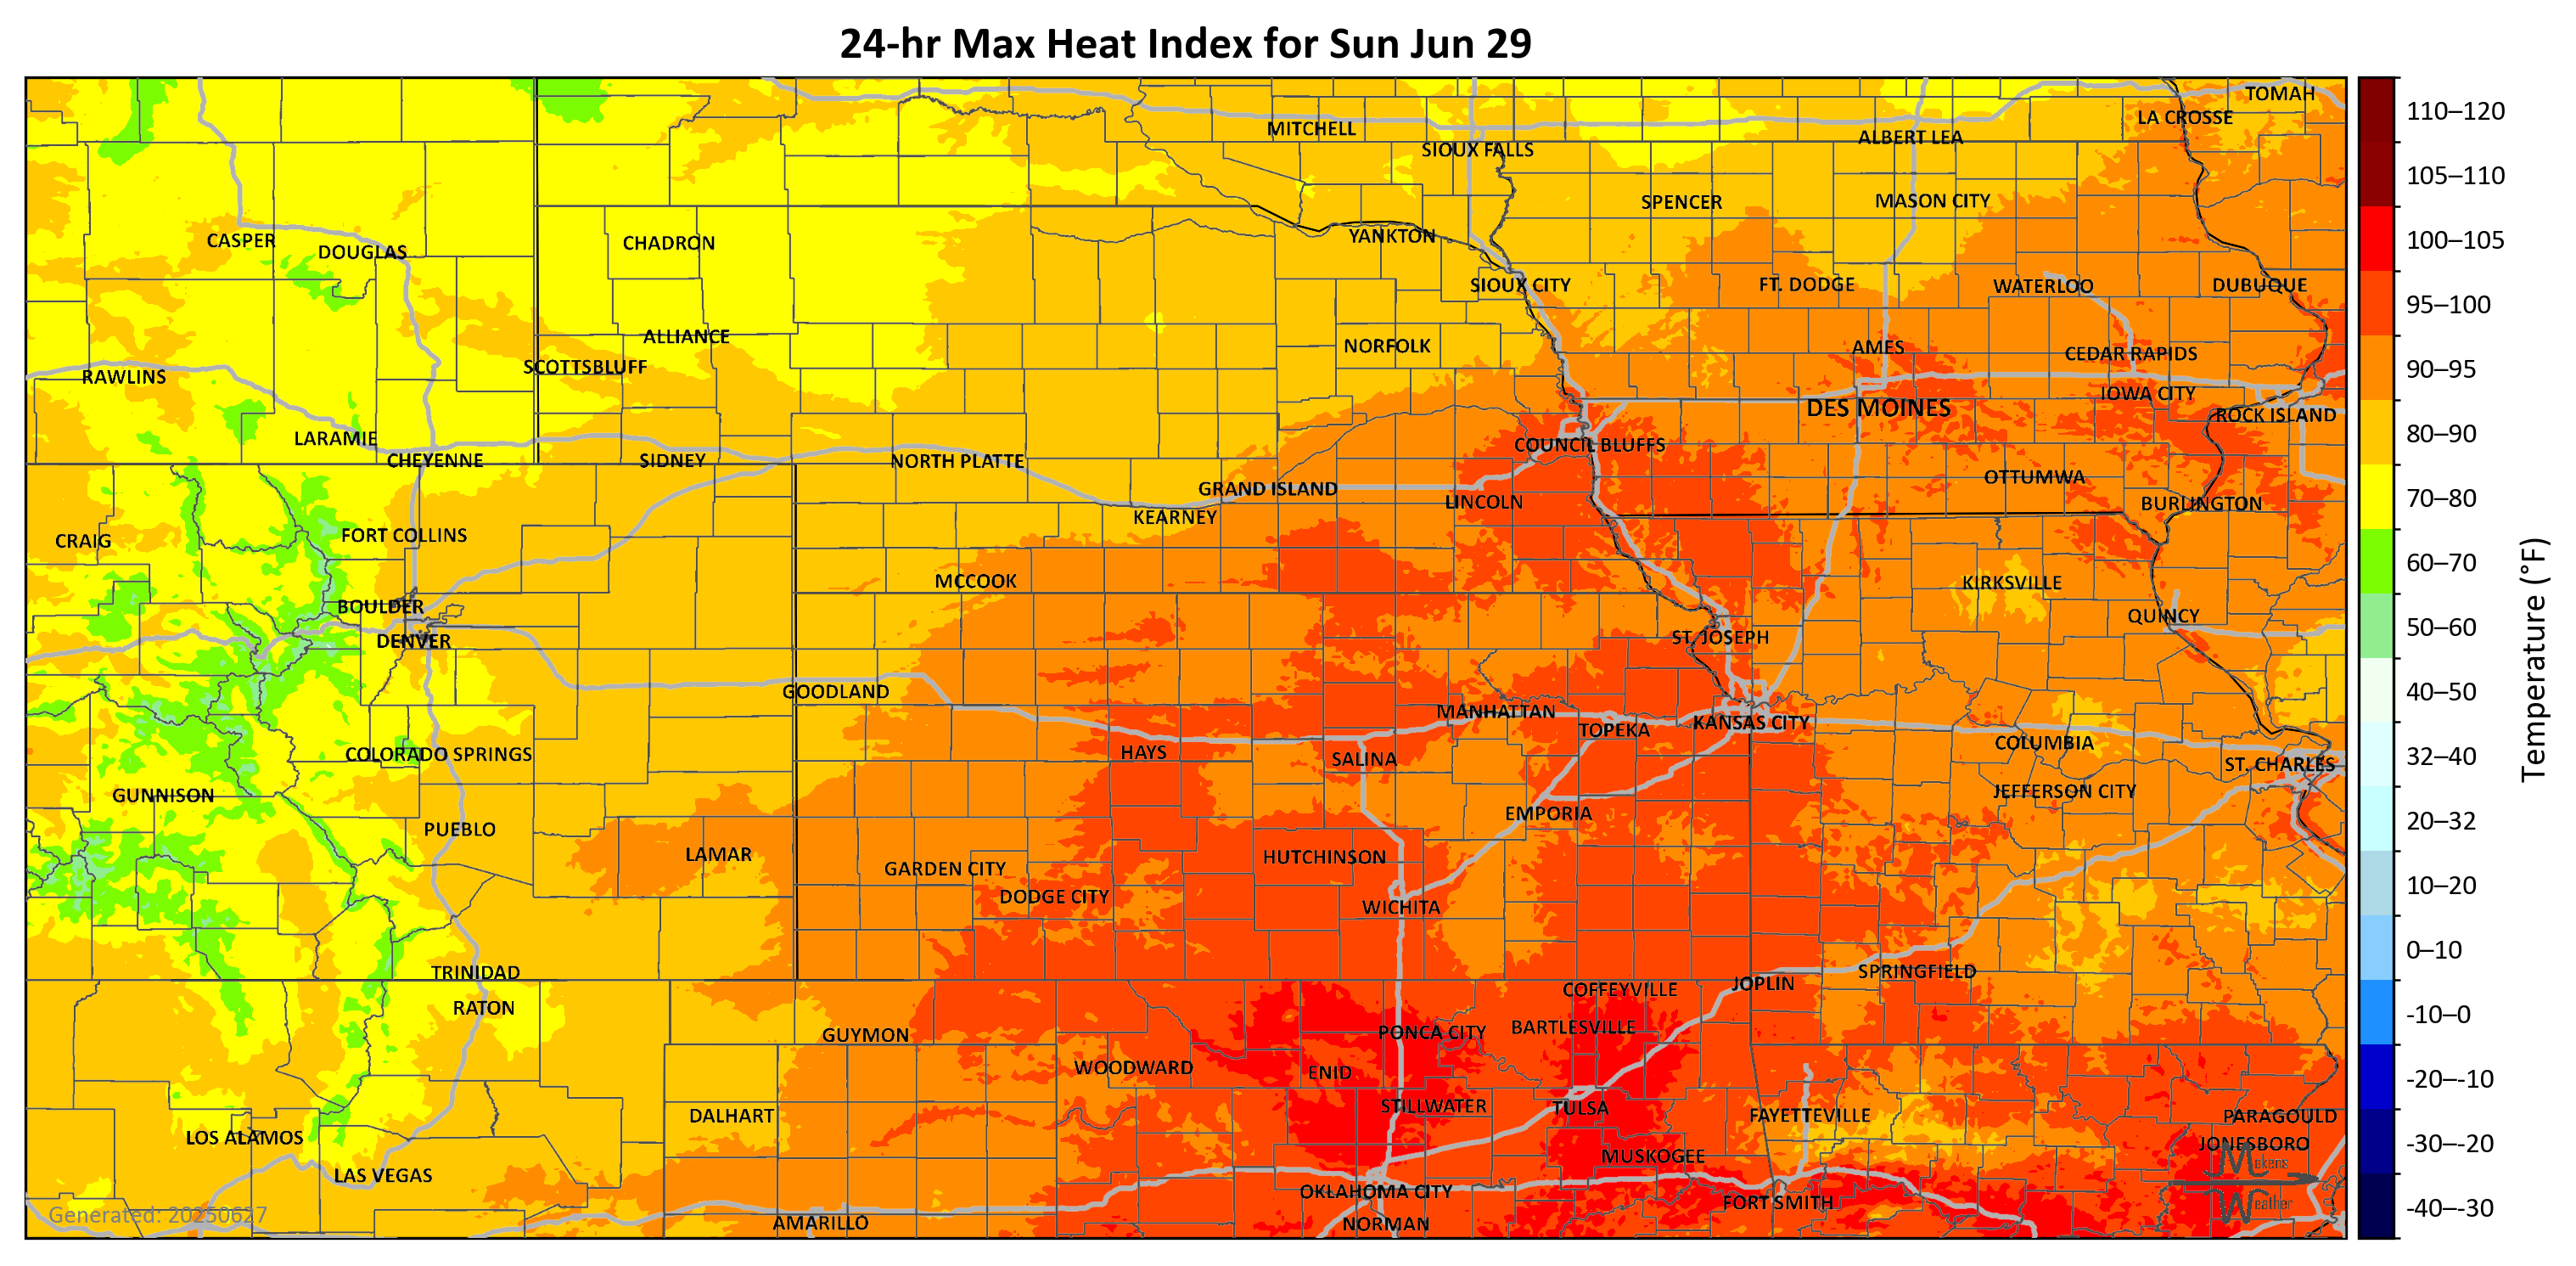 24-hr Max Heat Index for Sun Jun 29
TOMAH
LA CROSSE
MITCHELL
ALBERT LEA
SIOUX FALLS
SPENCER
MASON CITY
CASPER
DOUGLAS
CHADRON
YANKTON
SIOUX CITY
FT. DODGE
WATERLOO
DUBUQUE
ALLIANCE
NORFOLK
AMES
CEDAR RAPIDS
SCOTTSBLUFF
RAWLINS
IOWA CITY
DES MOINES
ROCK ISLAND
LARAMIE
COUNCIL BLUFFS
CHEYENNE
SIDNEY
NORTH PLATTE
OTTUMWA
GRAND ISLAND
LINCOLN
BURLINGTON
KEARNEY
FORT COLLINS
CRAIG
MCCOOK
KIRKSVILLE
BOULDER
QUINCY
DENVER
ST. JOSEPH
GOODLAND
MANHATTAN
TOPEKA
KANSAS CITY
COLUMBIA
COLORADO SPRINGS
HAYS
SALINA
ST. CHARLES
GUNNISON
JEFFERSON CITY
EMPORIA
PUEBLO
LAMAR
HUTCHINSON
GARDEN CITY
DODGE CITY
WICHITA
TRINIDAD
SPRINGFIELD
JOPLIN
COFFEYVILLE
RATON
GUYMON
PONCA CITY
BARTLESVILLE
WOODWARD
ENID
STILLWATER
TULSA
DALHART
FAYETTEVILLE
PARAGOULD
LOS ALAMOS
JONESBORO
MUSKOGEE
LAS VEGAS
OKLAHOMA CITY
FORT SMITH
AMARILLO
NORMAN
Generated: 20250627
Makens
Weather
110–120
105–110
100–105
95–100
90–95
80–90
70–80
60–70
50–60
40–50
32–40
20–32
10–20
0–10
-10–0
-20–-10
-30–-20
-40–-30
Temperature (°F)